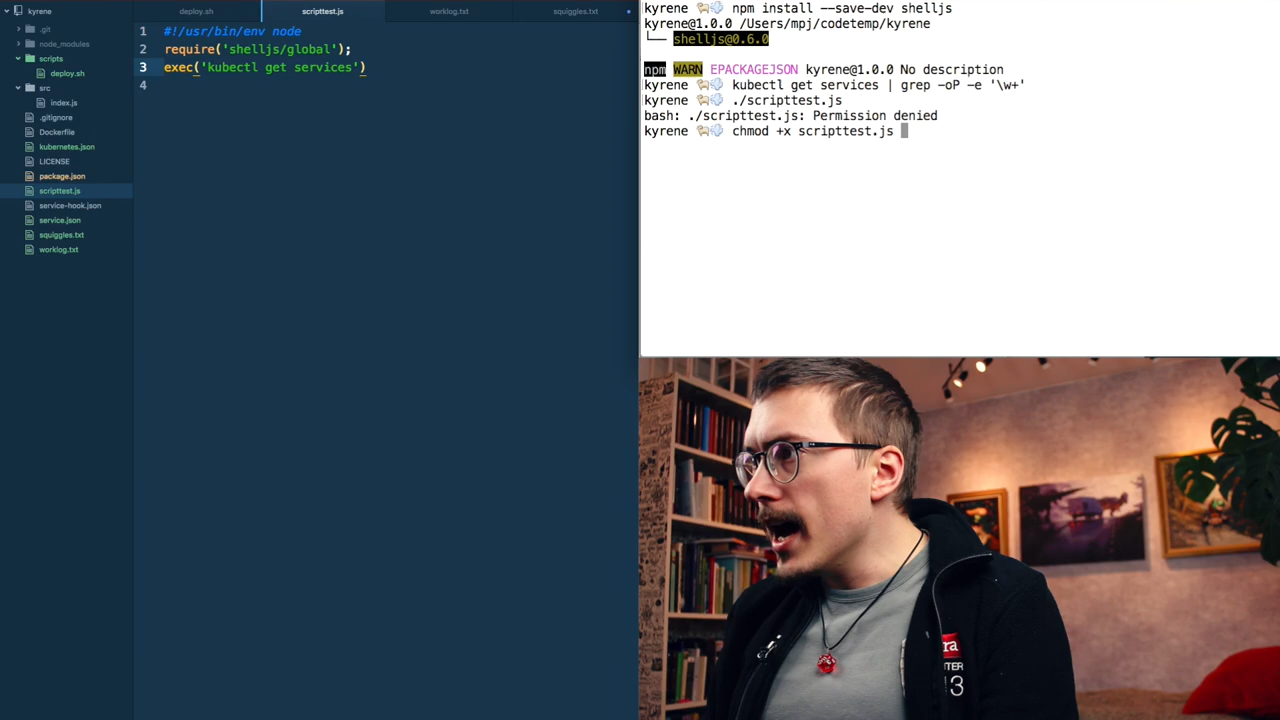 kyrene
.git
node_modules
scripts
deploy.sh
src
index.js
.gitignore
Dockerfile
kubernetes.json
LICENSE
package.json
scripttest.js
service-hook.json
service.json
squiggles.txt
worklog.txt
deploy.sh
scripttest.js
worklog.txt
squiggles.txt
1 #!/usr/bin/env node
2 require('shelljs/global');
3 exec('kubectl get services')
4
kyrene npm install --save-dev shelljs
kyrene@1.0.0 /Users/mpj/codetemp/kyrene
└── shelljs@0.6.0
npm WARN EPACKAGEJSON kyrene@1.0.0 No description
kyrene kubectl get services | grep -oP -e '\w+'
kyrene ./scripttest.js
bash: ./scripttest.js: Permission denied
kyrene chmod +x scripttest.js
ra
TER
3